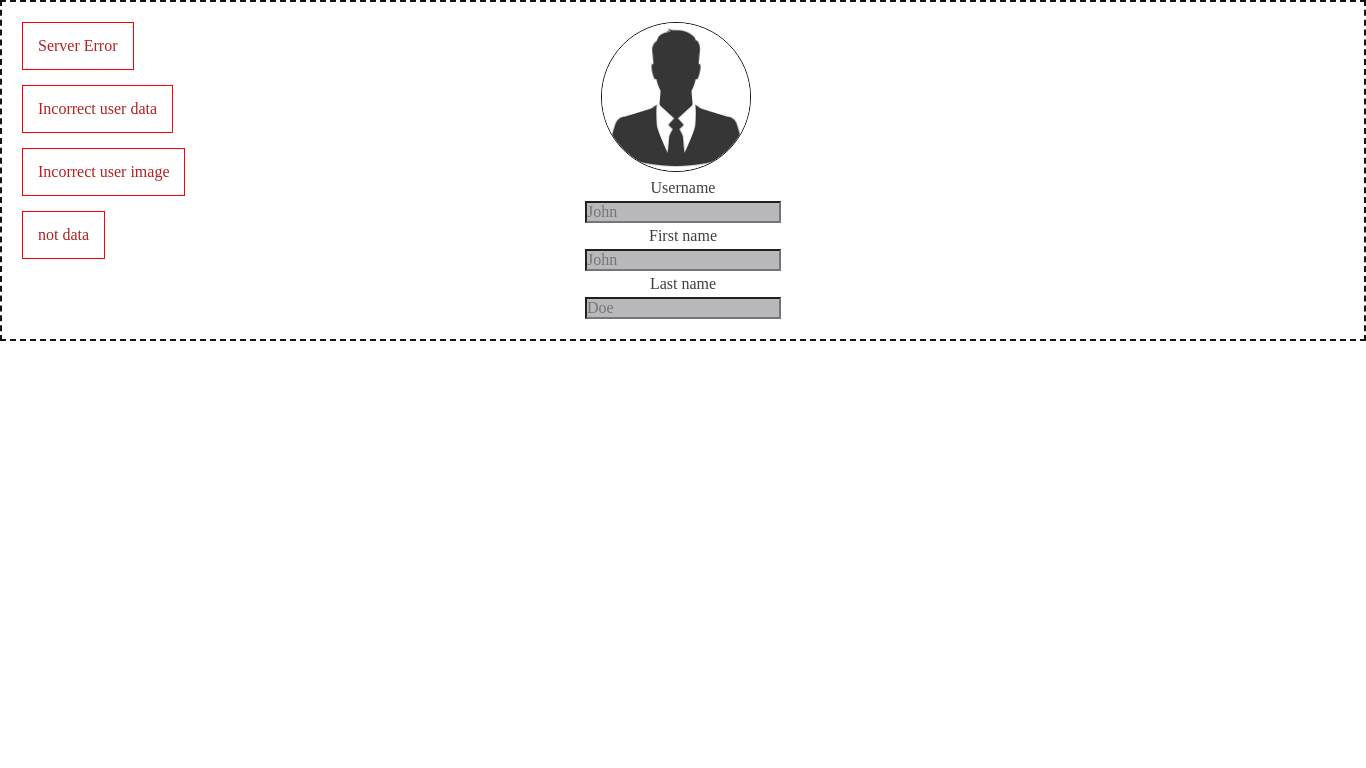 Server Error
Incorrect user data
Incorrect user image
not data
Username
John
First name
John
Last name
Doe